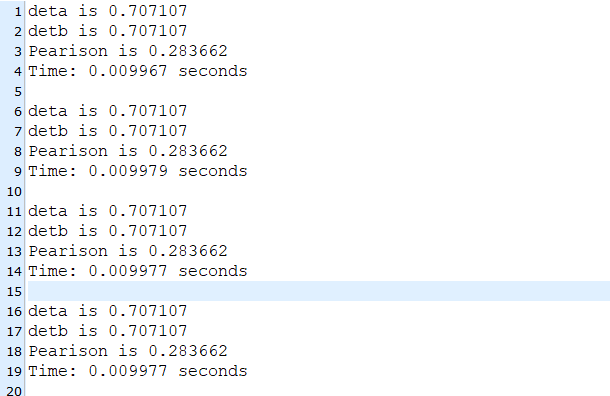 1 deta is 0.707107
2 detb is 0.707107
3 Pearison is 0.283662
4 Time: 0.009967 seconds
5
6 deta is 0.707107
7 detb is 0.707107
8 Pearison is 0.283662
9 Time: 0.009979 seconds
10
11 deta is 0.707107
12 detb is 0.707107
13 Pearison is 0.283662
14 Time: 0.009977 seconds
15
16 deta is 0.707107
17 detb is 0.707107
18 Pearison is 0.283662
19 Time: 0.009977 seconds
20